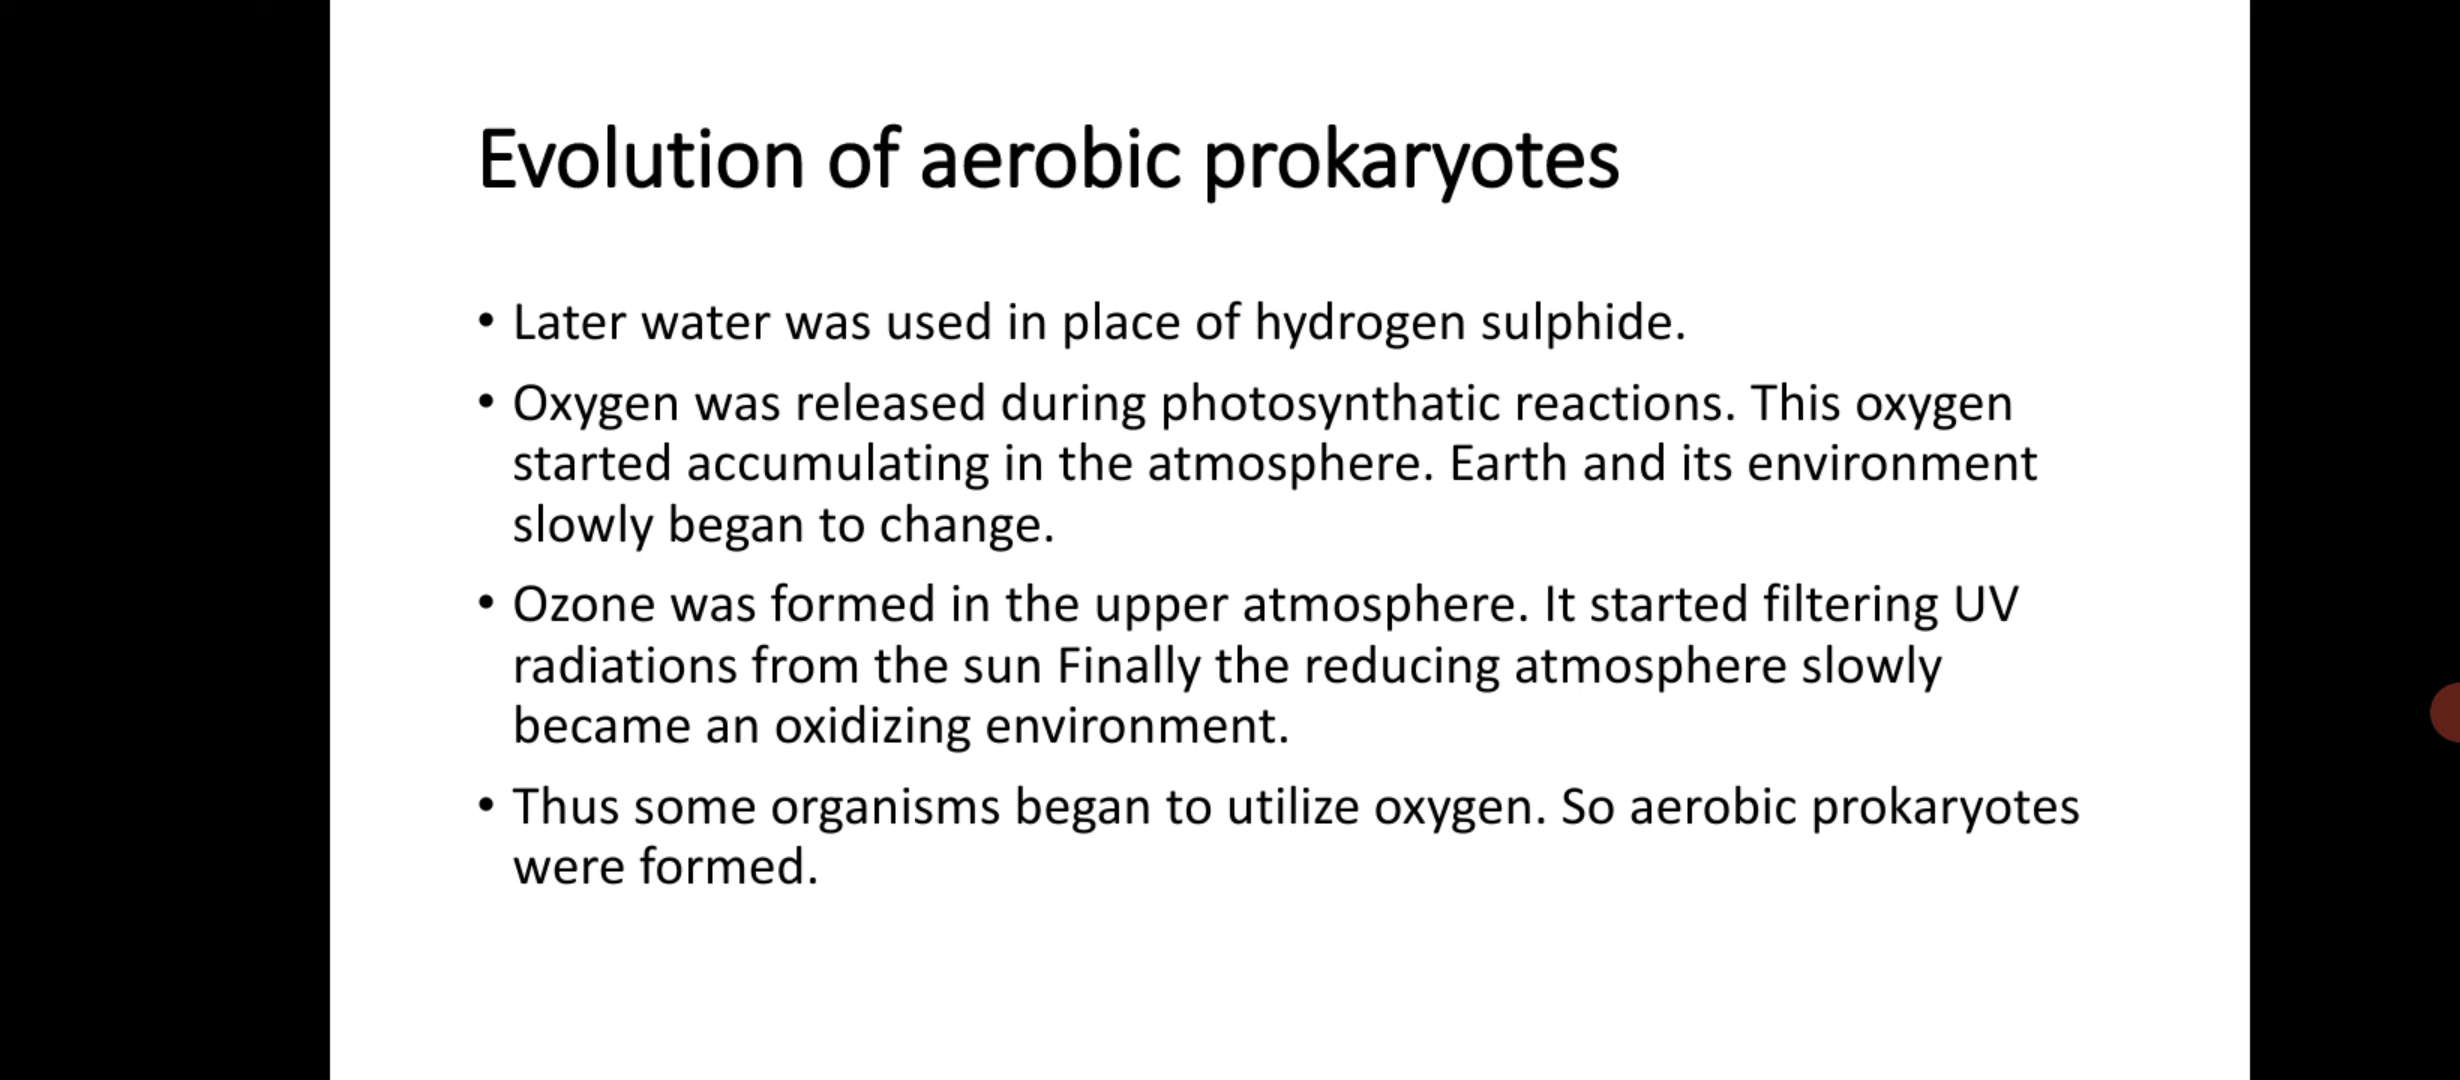 Evolution of aerobic prokaryotes
• Later water was used in place of hydrogen sulphide.
• Oxygen was released during photosynthatic reactions. This oxygen
started accumulating in the atmosphere. Earth and its environment
slowly began to change.
• Ozone was formed in the upper atmosphere. It started filtering UV
radiations from the sun Finally the reducing atmosphere slowly
became an oxidizing environment.
• Thus some organisms began to utilize oxygen. So aerobic prokaryotes
were formed.